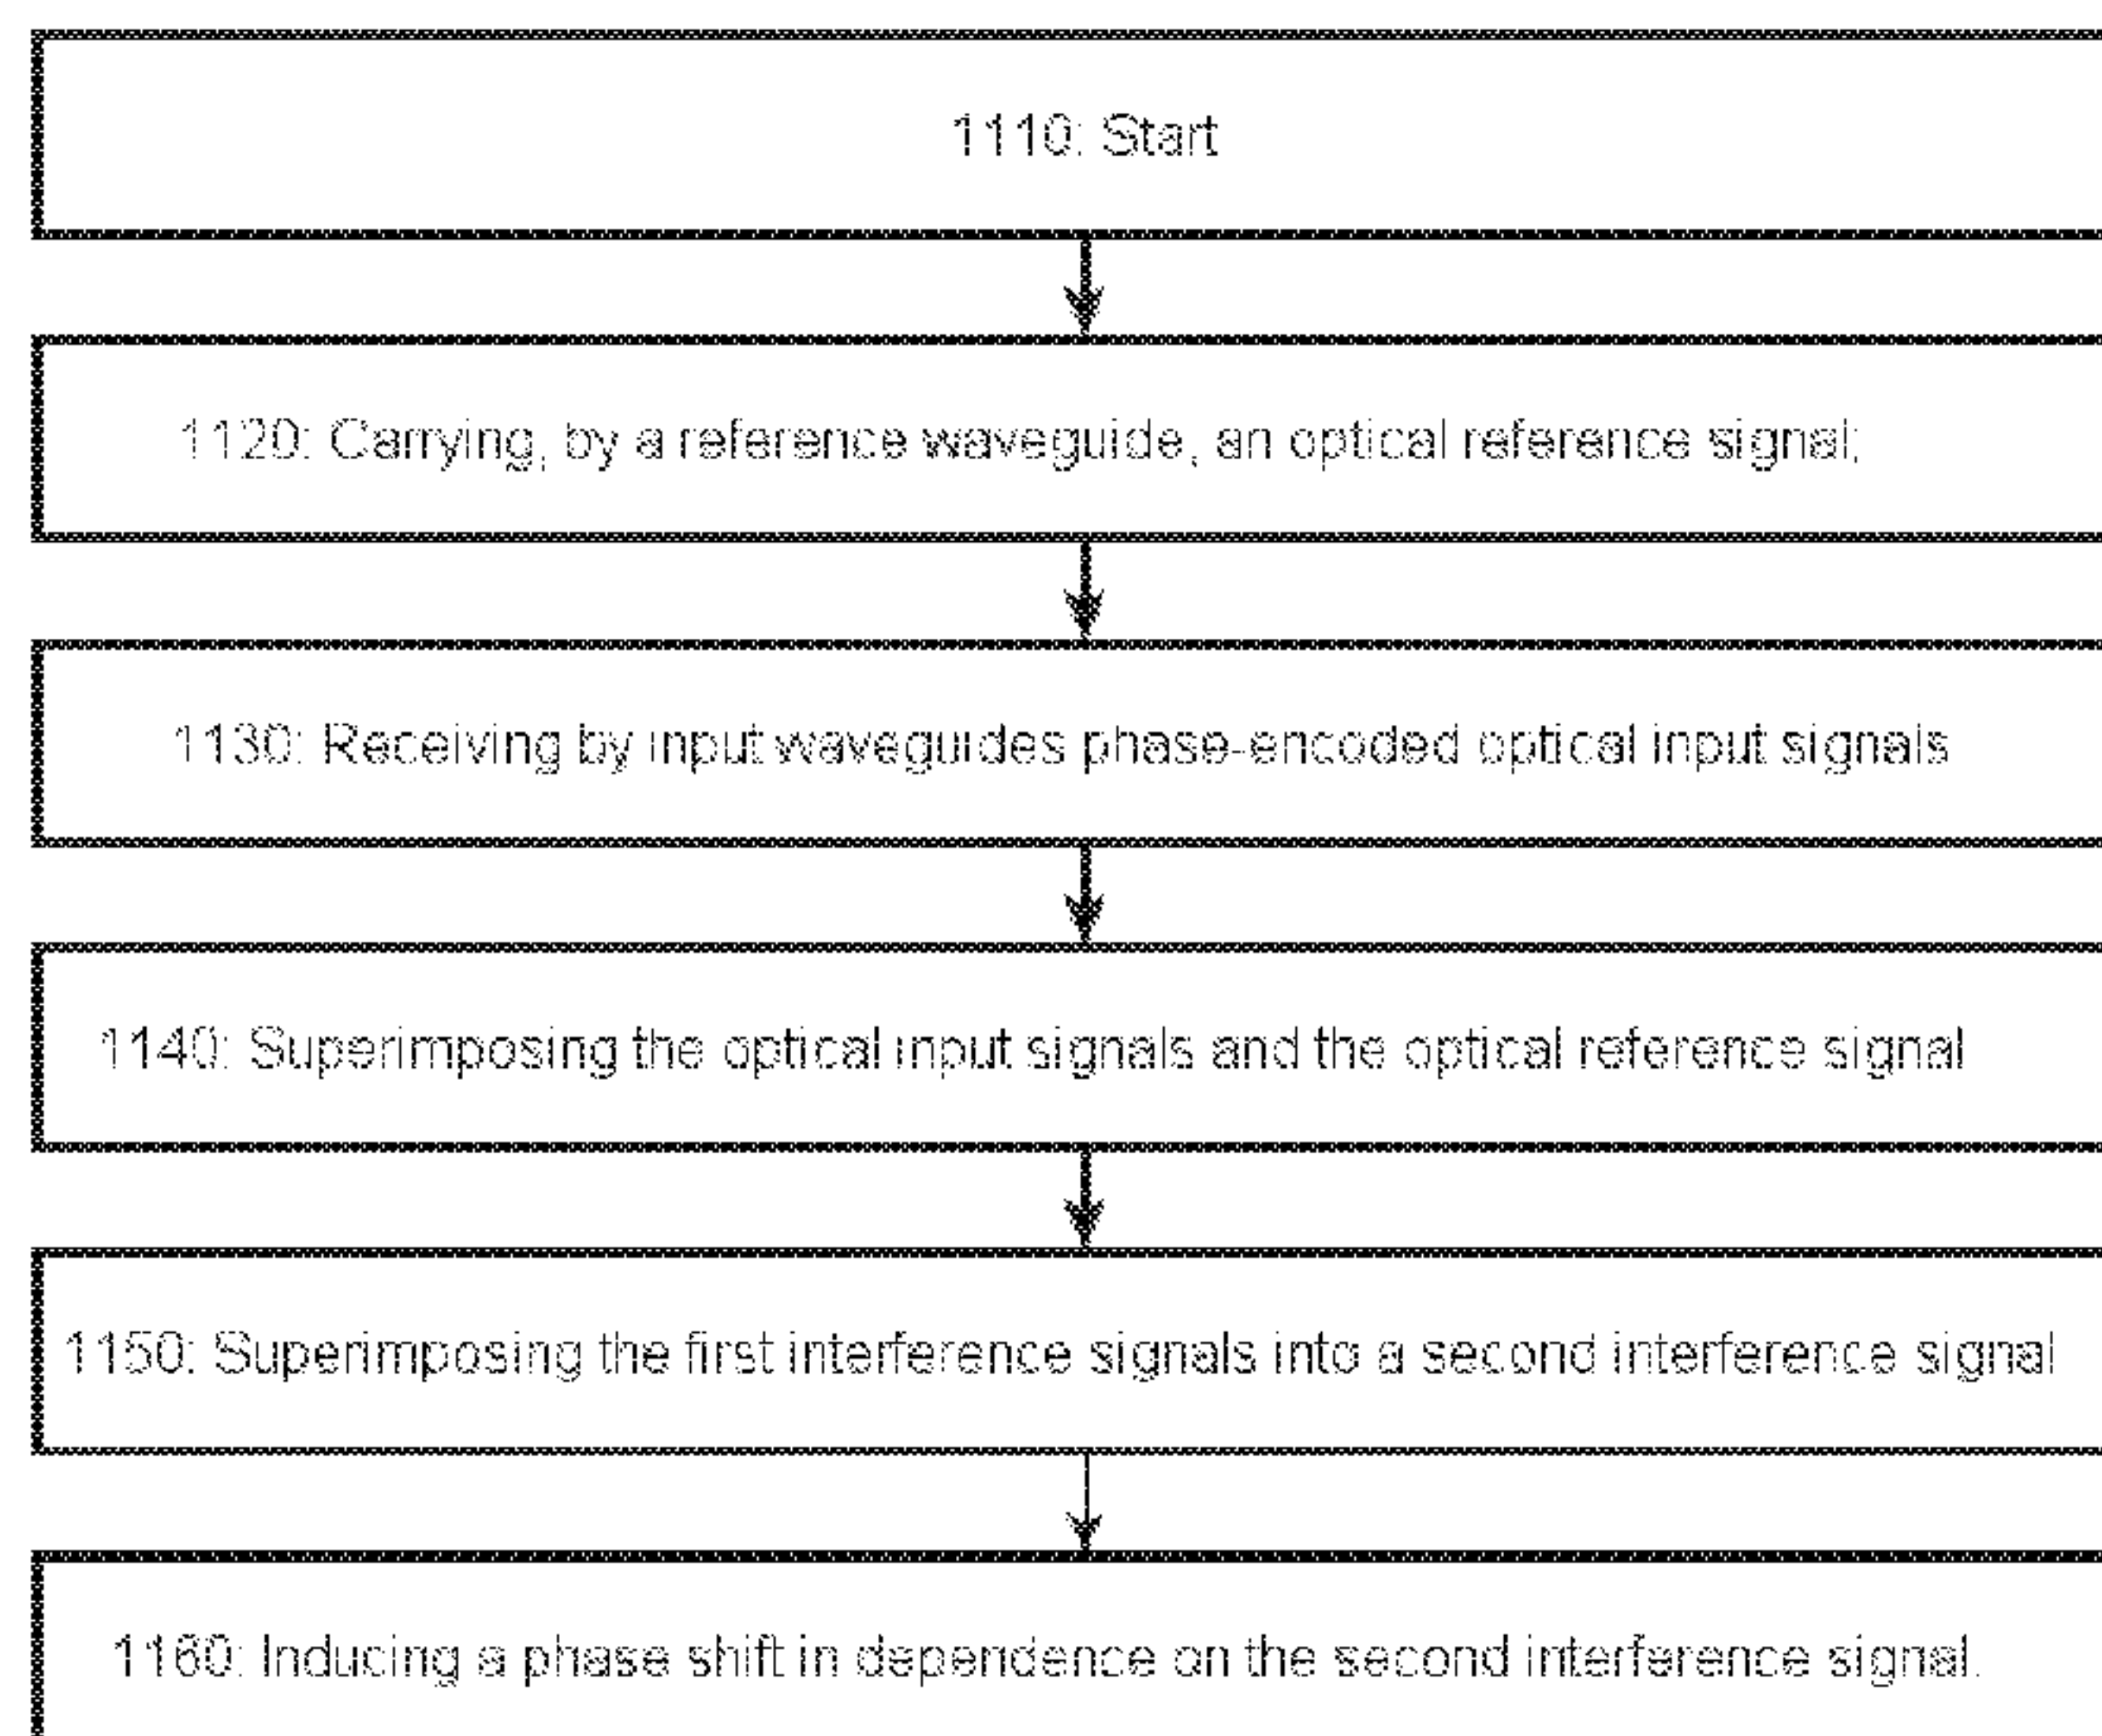 1110: Start
1120: Carrying, by a reference waveguide, an optical reference signal;
1130: Receiving by input waveguides phase-encoded optical input signals
1140: Superimposing the optical input signals and the optical reference signal
1150: Superimposing the first interference signals into a second interference signal
1160: Inducing a phase shift in dependence on the second interference signal.